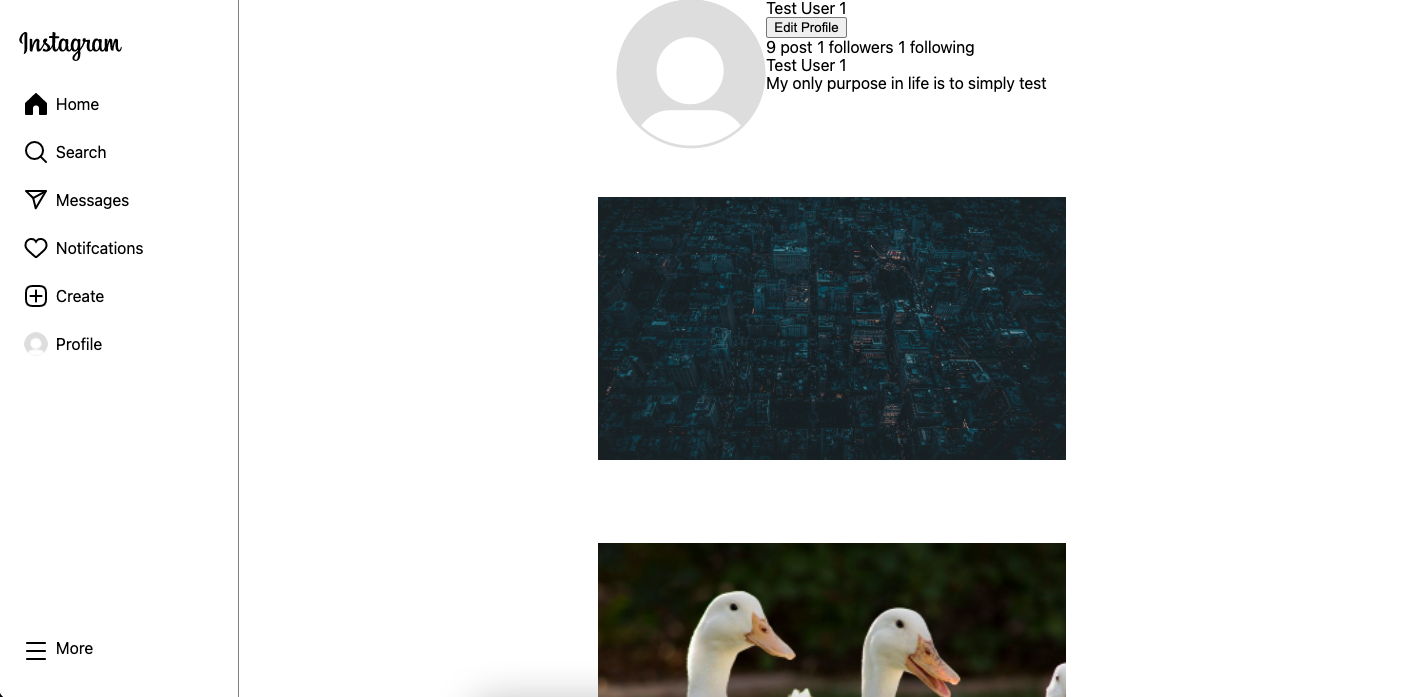 Instagram
Home
Search
Messages
Notifcations
Create
Profile
More
Test User 1
Edit Profile
9 post 1 followers 1 following
Test User 1
My only purpose in life is to simply test